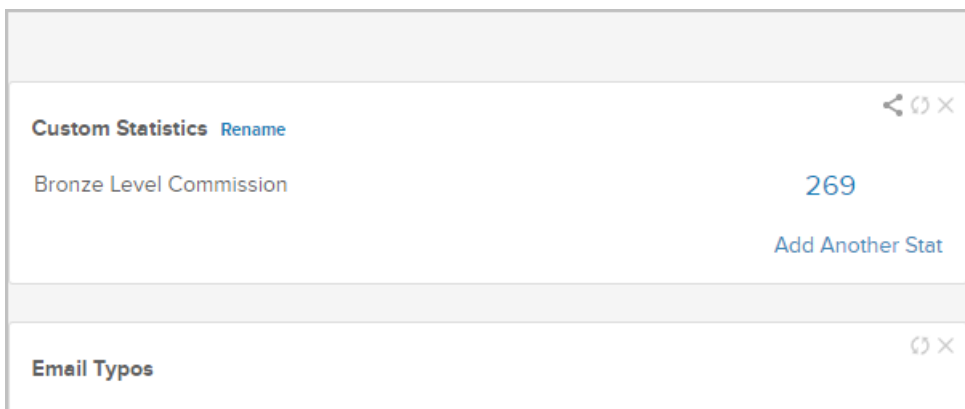 Custom Statistics Rename
Bronze Level Commission 269
Add Another Stat
Email Typos